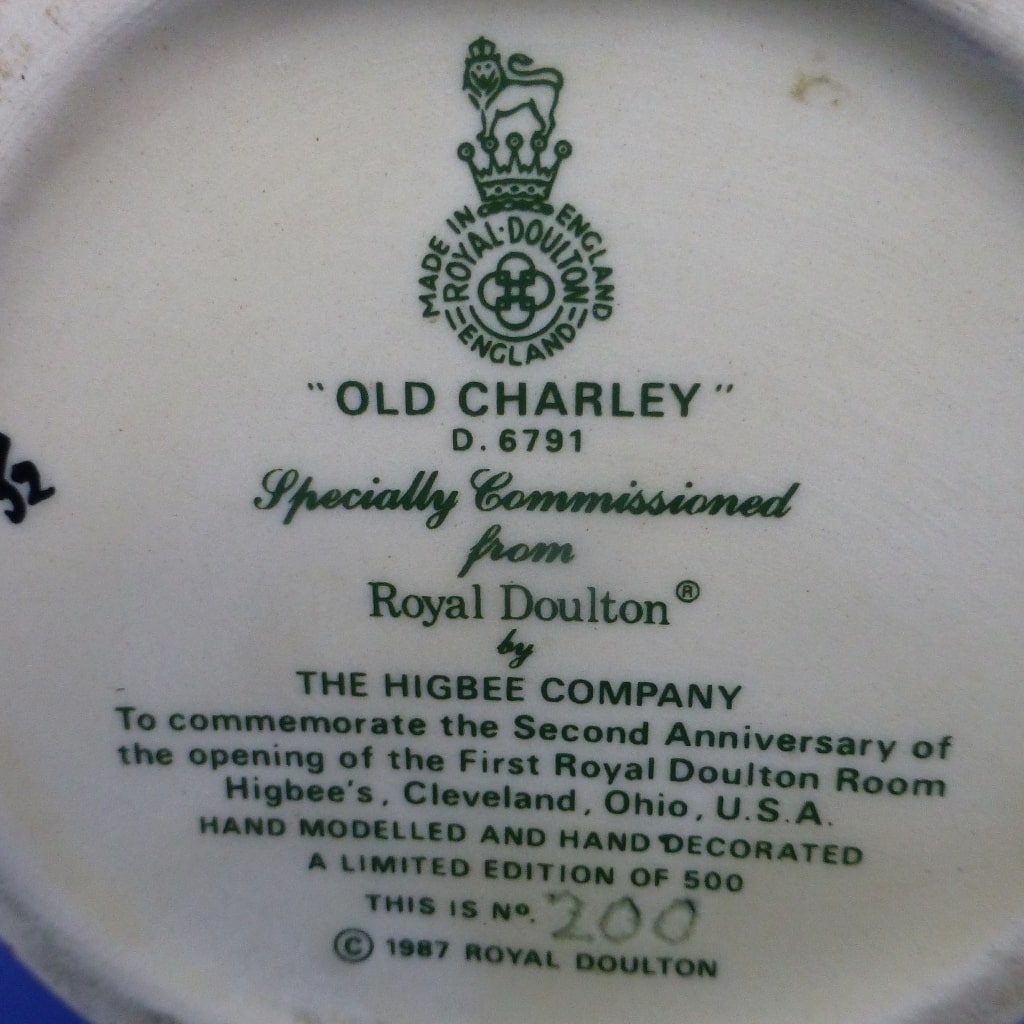 MADE IN ENGLAND
ROYAL·DOULTON
ENGLAND
"OLD CHARLEY"
D. 6791
Specially Commissioned
from
Royal Doulton®
by
THE HIGBEE COMPANY
To commemorate the Second Anniversary of
the opening of the First Royal Doulton Room
Higbee's, Cleveland, Ohio, U.S.A.
HAND MODELLED AND HAND DECORATED
A LIMITED EDITION OF 500
THIS IS Nº. 200
© 1987 ROYAL DOULTON